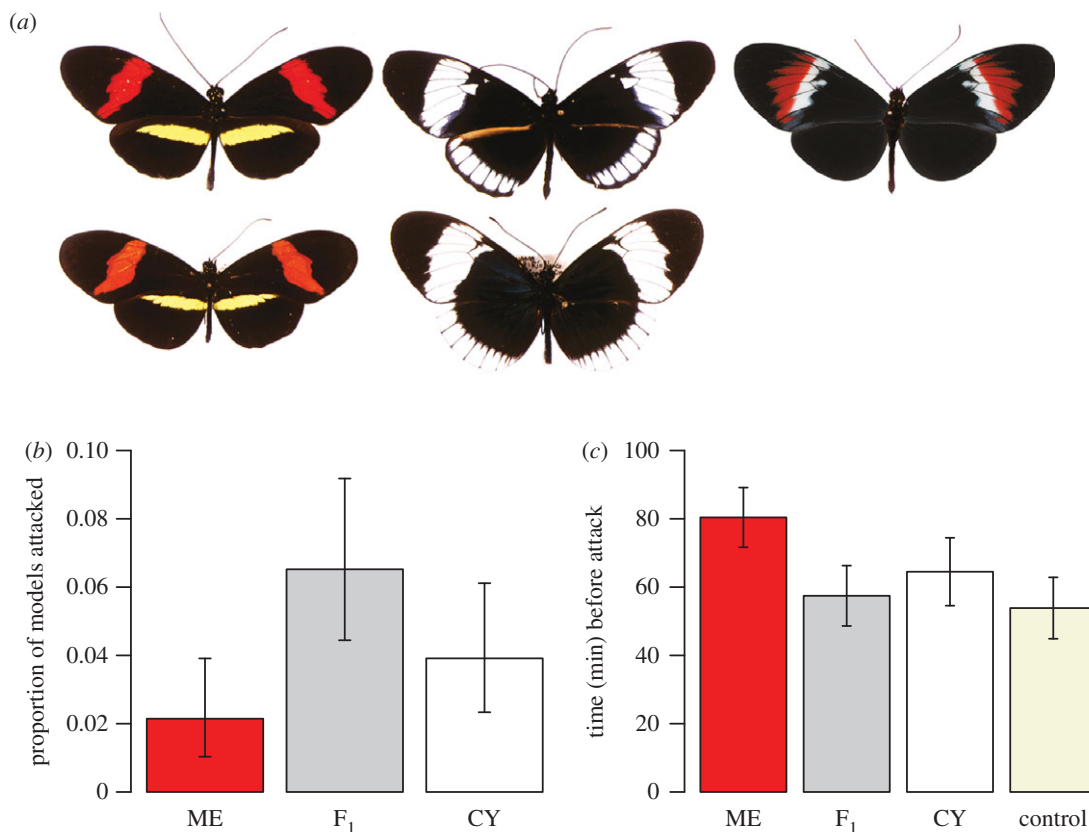 (a)
(b)
proportion of models attacked
0.10
0.08
0.06
0.04
0.02
0
ME F₁ CY
(c)
time (min) before attack
100
80
60
40
20
0
ME F₁ CY control